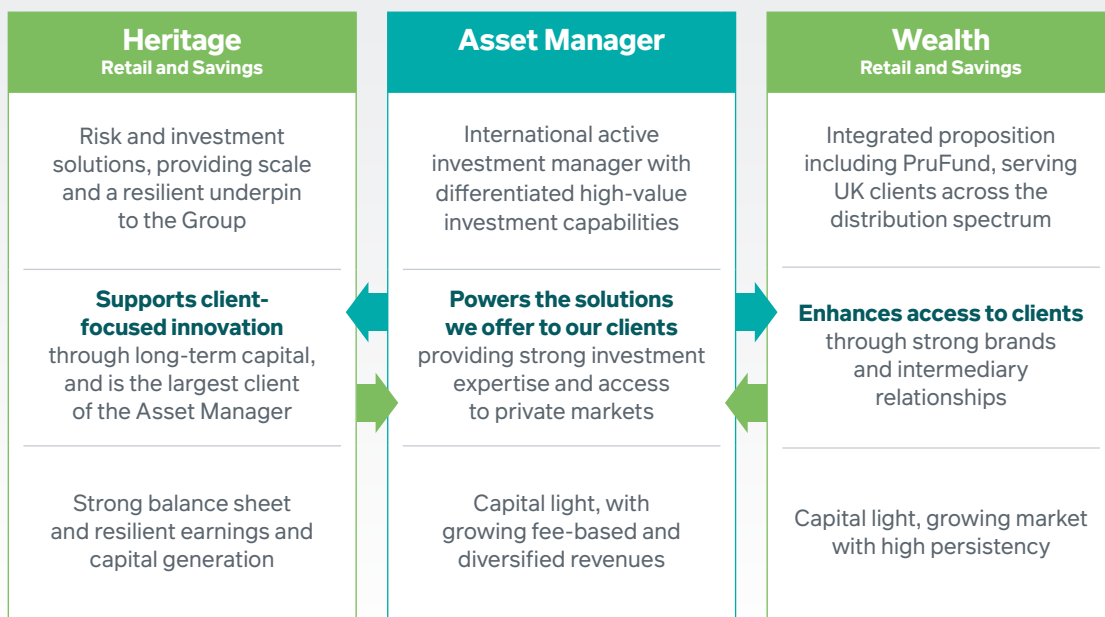 Heritage
Retail and Savings
Risk and investment
solutions, providing scale
and a resilient underpin
to the Group
Supports client-
focused innovation
through long-term capital,
and is the largest client
of the Asset Manager
Strong balance sheet
and resilient earnings and
capital generation
Asset Manager
International active
investment manager with
differentiated high-value
investment capabilities
Powers the solutions
we offer to our clients
providing strong investment
expertise and access
to private markets
Capital light, with
growing fee-based and
diversified revenues
Wealth
Retail and Savings
Integrated proposition
including PruFund, serving
UK clients across the
distribution spectrum
Enhances access to clients
through strong brands
and intermediary
relationships
Capital light, growing market
with high persistency